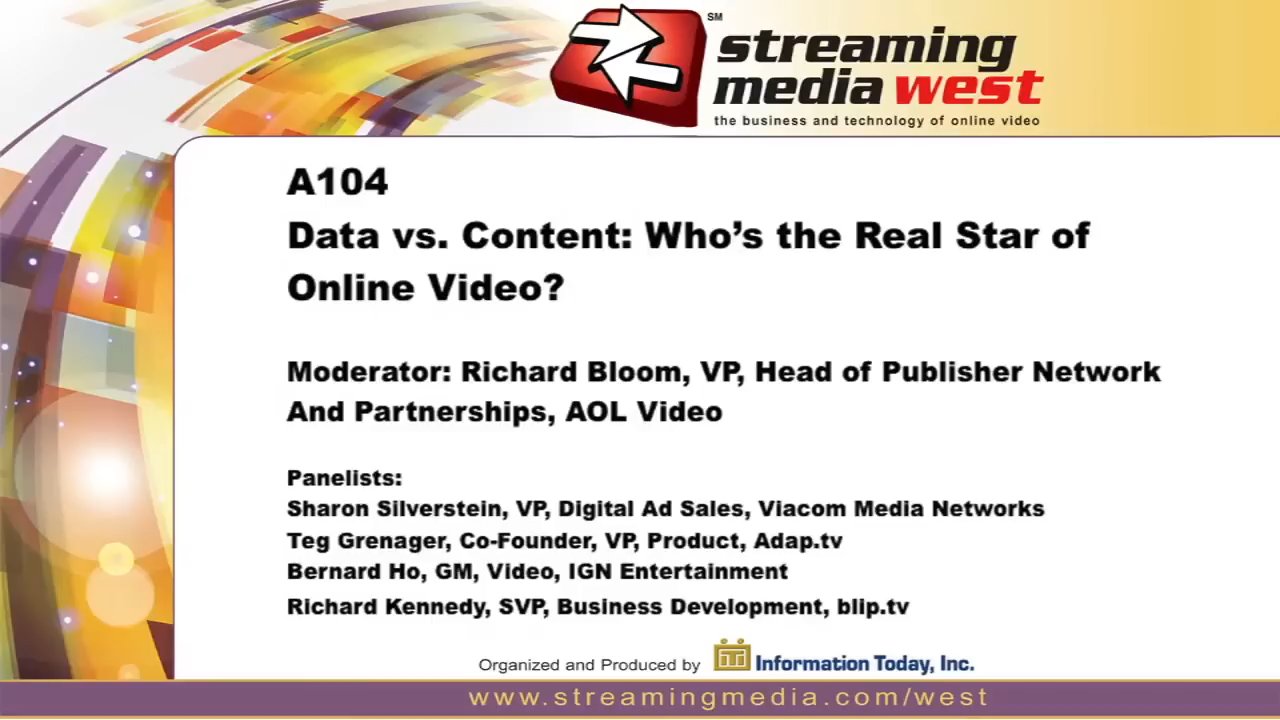 SM
streaming
media west
the business and technology of online video
A104
Data vs. Content: Who's the Real Star of
Online Video?
Moderator: Richard Bloom, VP, Head of Publisher Network
And Partnerships, AOL Video
Panelists:
Sharon Silverstein, VP, Digital Ad Sales, Viacom Media Networks
Teg Grenager, Co-Founder, VP, Product, Adap.tv
Bernard Ho, GM, Video, IGN Entertainment
Richard Kennedy, SVP, Business Development, blip.tv
Organized and Produced by Information Today, Inc.
www.streamingmedia.com/west